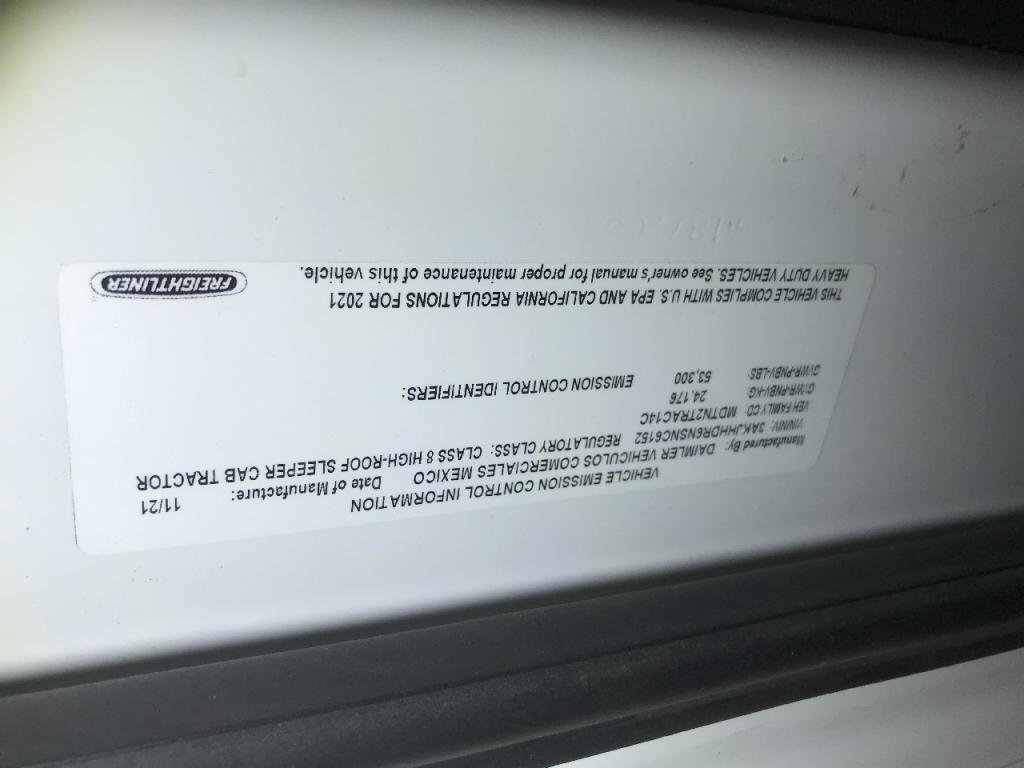 VEHICLE EMISSION CONTROL INFORMATION
Manufactured By: DAIMLER VEHICULOS COMERCIALES MEXICO Date of Manufacture: 11/21
VIN/NIV: 3AKJHHDR6NSNC6152 REGULATORY CLASS: CLASS 8 HIGH-ROOF SLEEPER CAB TRACTOR
VEH FAMILY CD: MDTN2TRAC14C
GVWR-PNBV-KG: 24,176
GVWR-PNBV-LBS: 53,300 EMISSION CONTROL IDENTIFIERS:
THIS VEHICLE COMPLIES WITH U.S. EPA AND CALIFORNIA REGULATIONS FOR 2021
HEAVY DUTY VEHICLES. See owner's manual for proper maintenance of this vehicle.
FREIGHTLINER